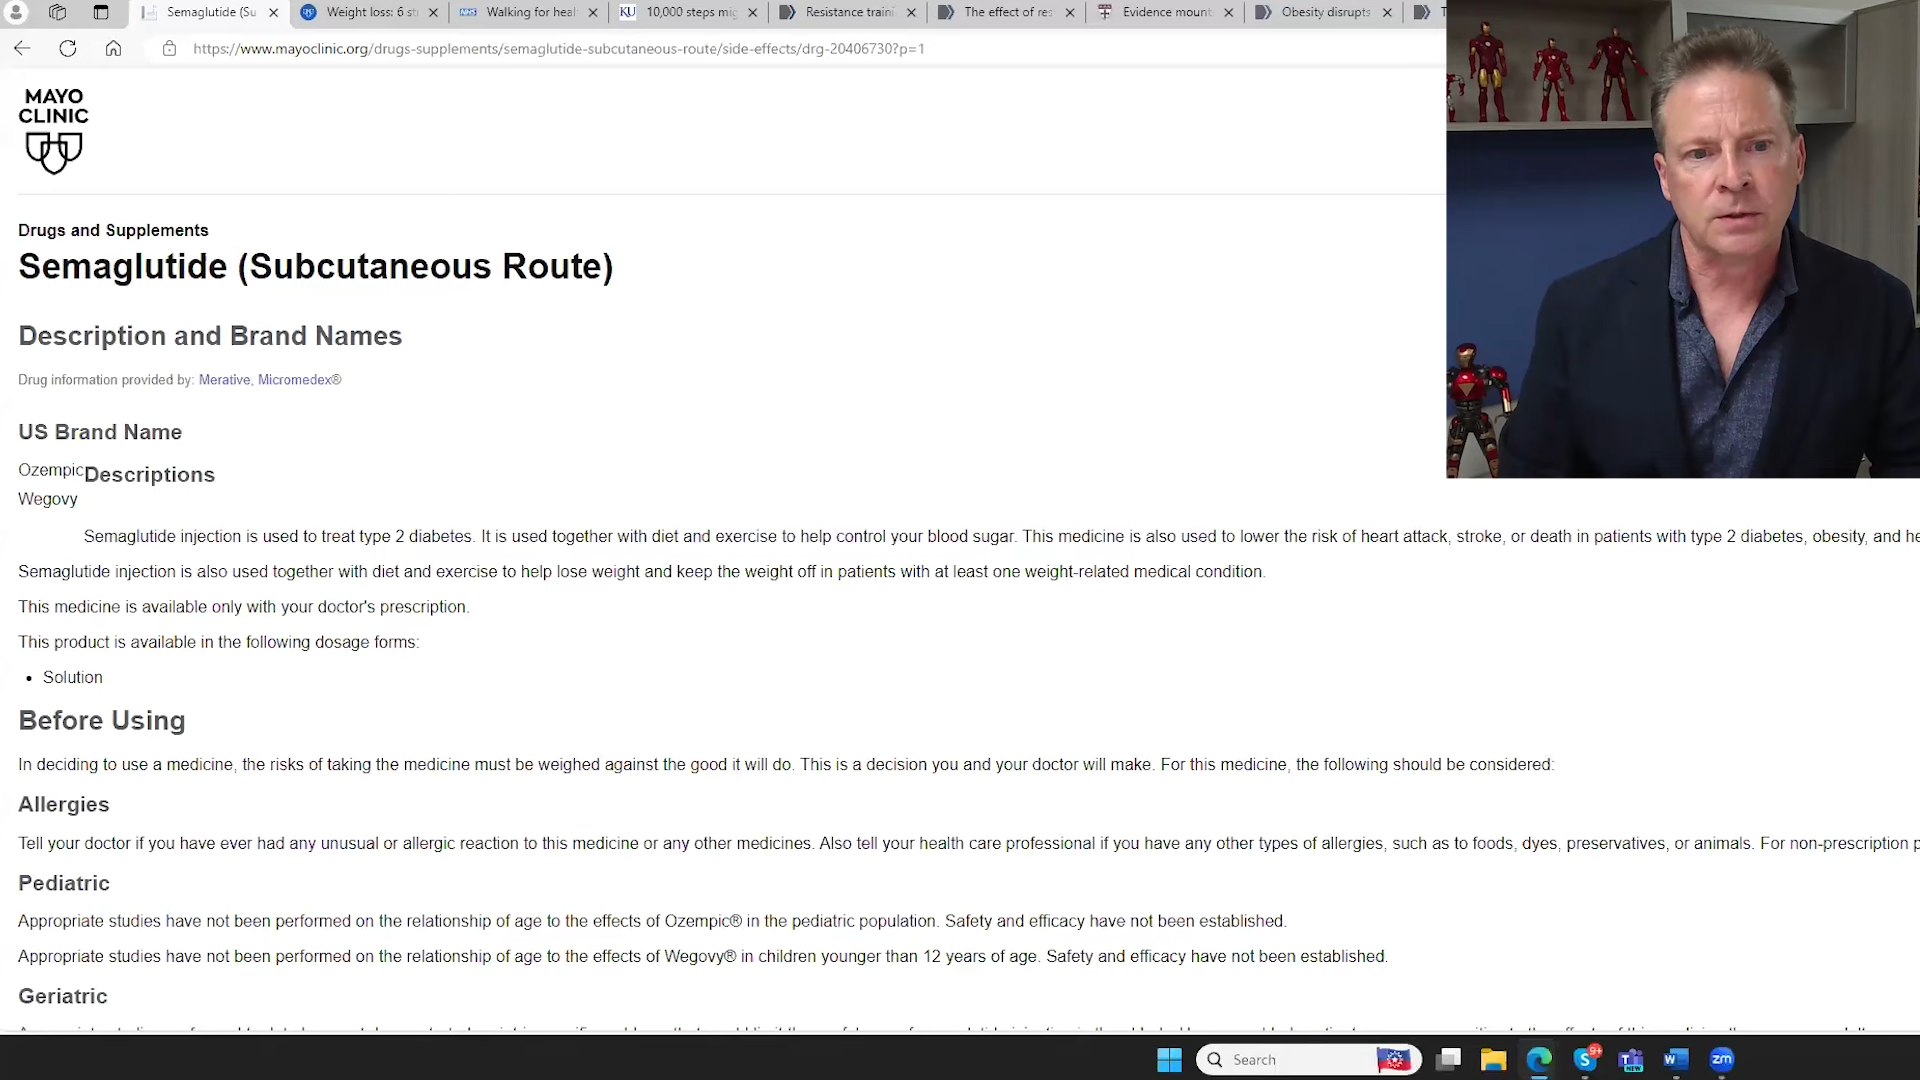 Semaglutide (Su
Weight loss: 6 st
NHS
Walking for heal
KU
10,000 steps mig
Resistance traini
The effect of res
Evidence mount
Obesity disrupts
https://www.mayoclinic.org/drugs-supplements/semaglutide-subcutaneous-route/side-effects/drg-20406730?p=1
MAYO
CLINIC
Drugs and Supplements
Semaglutide (Subcutaneous Route)
Description and Brand Names
Drug information provided by: Merative, Micromedex®
US Brand Name
Ozempic
Descriptions
Wegovy
Semaglutide injection is used to treat type 2 diabetes. It is used together with diet and exercise to help control your blood sugar. This medicine is also used to lower the risk of heart attack, stroke, or death in patients with type 2 diabetes, obesity, and he
Semaglutide injection is also used together with diet and exercise to help lose weight and keep the weight off in patients with at least one weight-related medical condition.
This medicine is available only with your doctor's prescription.
This product is available in the following dosage forms:
• Solution
Before Using
In deciding to use a medicine, the risks of taking the medicine must be weighed against the good it will do. This is a decision you and your doctor will make. For this medicine, the following should be considered:
Allergies
Tell your doctor if you have ever had any unusual or allergic reaction to this medicine or any other medicines. Also tell your health care professional if you have any other types of allergies, such as to foods, dyes, preservatives, or animals. For non-prescription p
Pediatric
Appropriate studies have not been performed on the relationship of age to the effects of Ozempic® in the pediatric population. Safety and efficacy have not been established.
Appropriate studies have not been performed on the relationship of age to the effects of Wegovy® in children younger than 12 years of age. Safety and efficacy have not been established.
Geriatric
Search
9+
NEW
W
zm